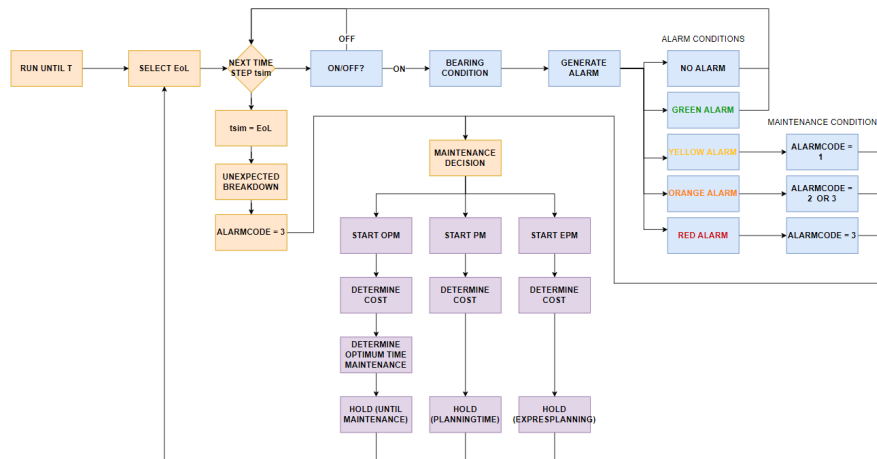 OFF
ALARM CONDITIONS
RUN UNTIL T
SELECT EoL
NEXT TIME
STEP tsim
ON/OFF?
ON
BEARING
CONDITION
GENERATE
ALARM
NO ALARM
GREEN ALARM
MAINTENANCE CONDITION
tsim = EoL
MAINTENANCE
DECISION
YELLOW ALARM
ALARMCODE =
1
UNEXPECTED
BREAKDOWN
ORANGE ALARM
ALARMCODE =
2 OR 3
ALARMCODE = 3
START OPM
START PM
START EPM
RED ALARM
ALARMCODE = 3
DETERMINE
COST
DETERMINE
COST
DETERMINE
COST
DETERMINE
OPTIMUM TIME
MAINTENANCE
HOLD (UNTIL
MAINTENANCE)
HOLD
(PLANNINGTIME)
HOLD
(EXPRESPLANNING)